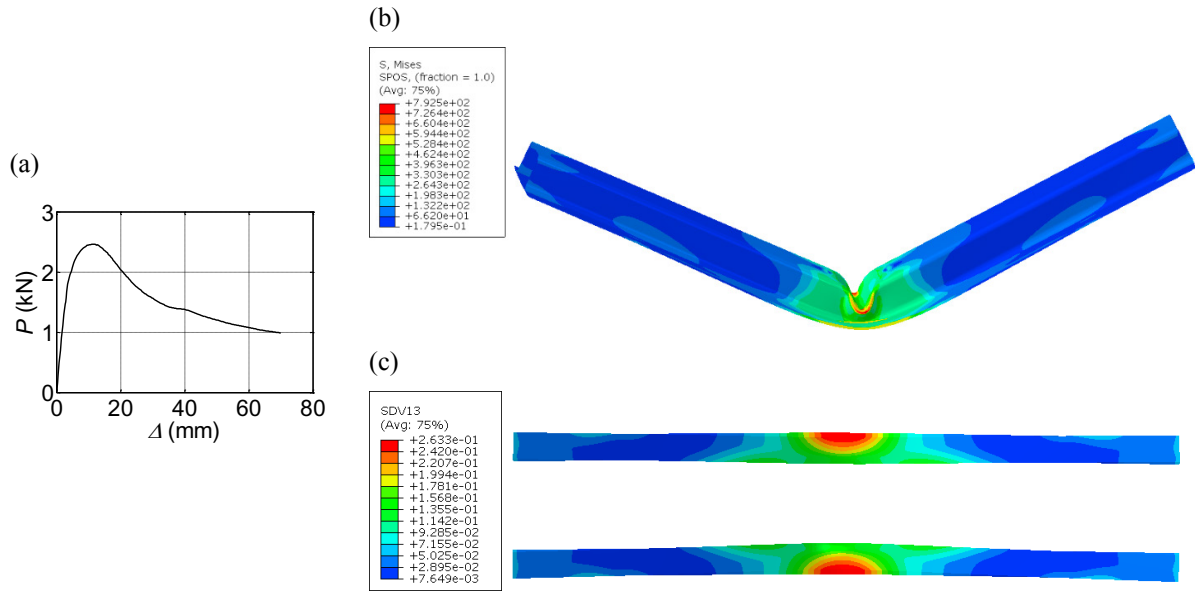 (a)
3
2
1
0
P (kN)
0 20 40 60 80
Δ (mm)
(b)
S, Mises
SPOS, (fraction = 1.0)
(Avg: 75%)
+7.925e+02
+7.264e+02
+6.604e+02
+5.944e+02
+5.284e+02
+4.624e+02
+3.963e+02
+3.303e+02
+2.643e+02
+1.983e+02
+1.322e+02
+6.620e+01
+1.795e-01
(c)
SDV13
(Avg: 75%)
+2.633e-01
+2.420e-01
+2.207e-01
+1.994e-01
+1.781e-01
+1.568e-01
+1.355e-01
+1.142e-01
+9.285e-02
+7.155e-02
+5.025e-02
+2.895e-02
+7.649e-03